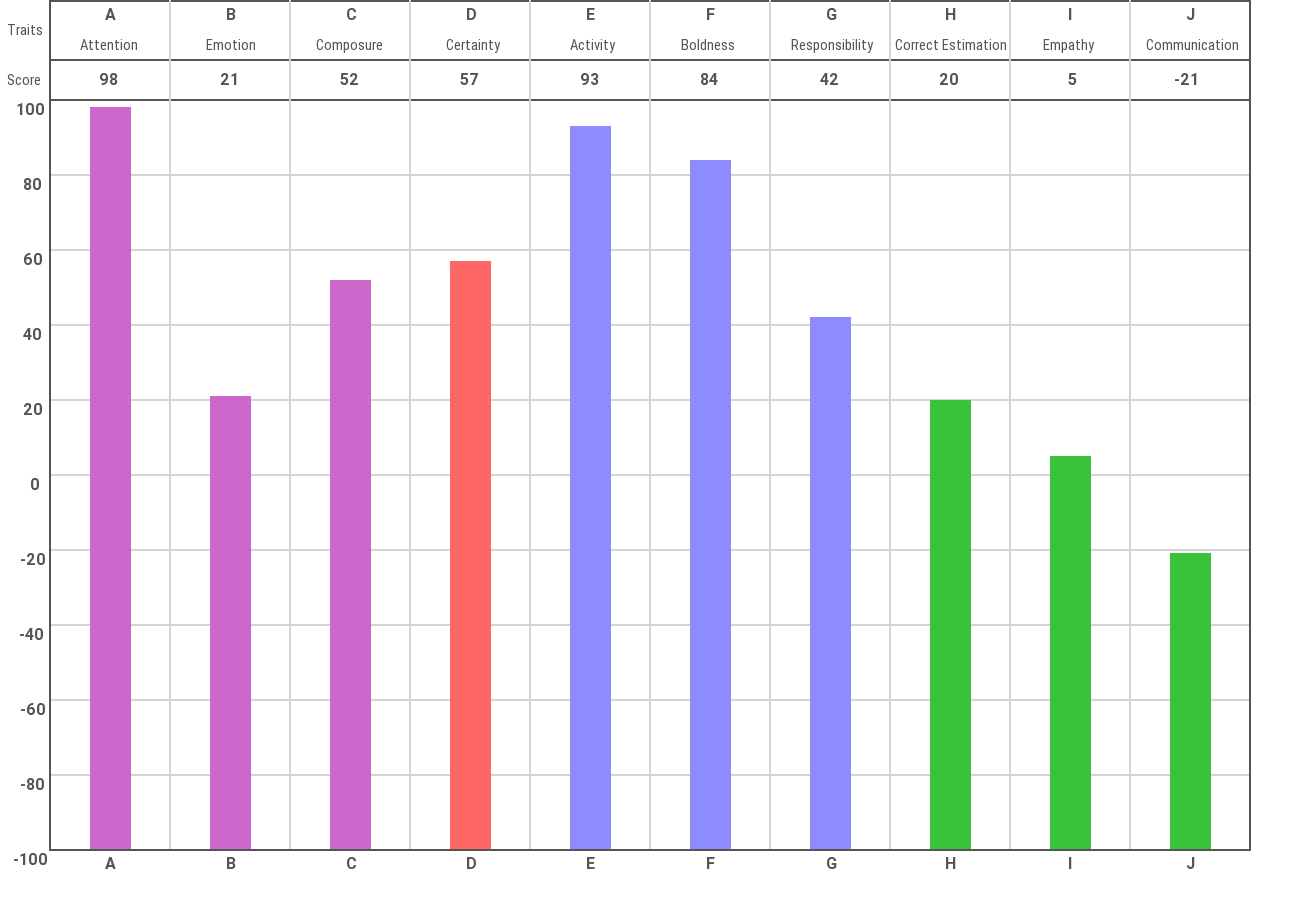 A B C D E F G H I J
Traits
Attention Emotion Composure Certainty Activity Boldness Responsibility Correct Estimation Empathy Communication
Score 98 21 52 57 93 84 42 20 5 -21
100
80
60
40
20
0
-20
-40
-60
-80
-100
A B C D E F G H I J